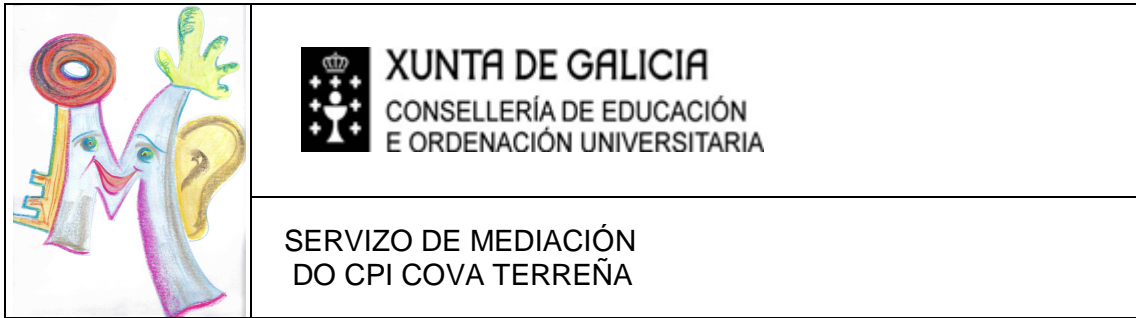 XUNTA DE GALICIA
CONSELLERÍA DE EDUCACIÓN
E ORDENACIÓN UNIVERSITARIA
SERVIZO DE MEDIACIÓN
DO CPI COVA TERREÑA